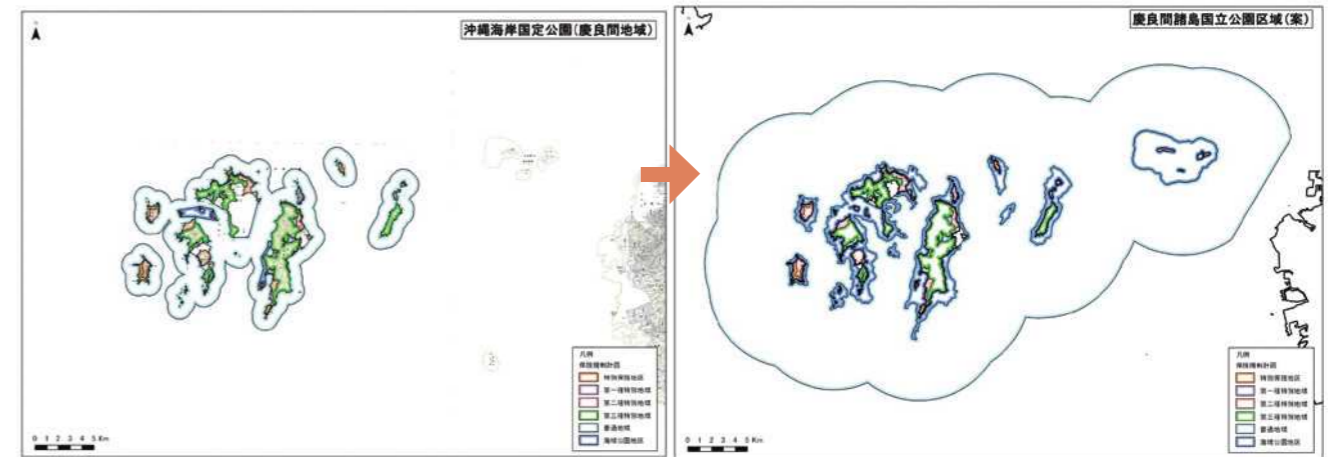 沖縄海岸国定公園(慶良間地域)
凡例
保護規制計画
特別保護地区
第一種特別地域
第二種特別地域
第三種特別地域
普通地域
海域公園地区
0 1 2 3 4 5 Km
慶良間諸島国立公園区域(案)
凡例
保護規制計画
特別保護地区
第一種特別地域
第二種特別地域
第三種特別地域
普通地域
海域公園地区
0 1 2 3 4 5 Km